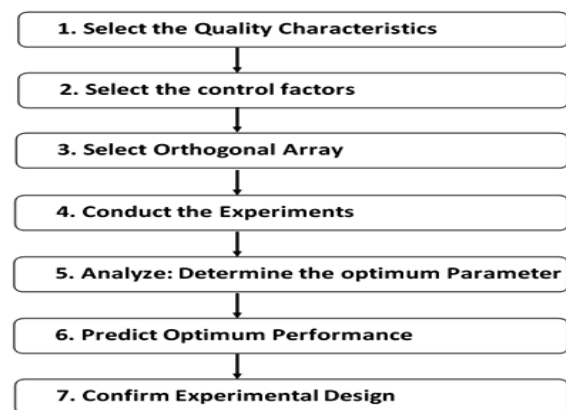 1. Select the Quality Characteristics
2. Select the control factors
3. Select Orthogonal Array
4. Conduct the Experiments
5. Analyze: Determine the optimum Parameter
6. Predict Optimum Performance
7. Confirm Experimental Design